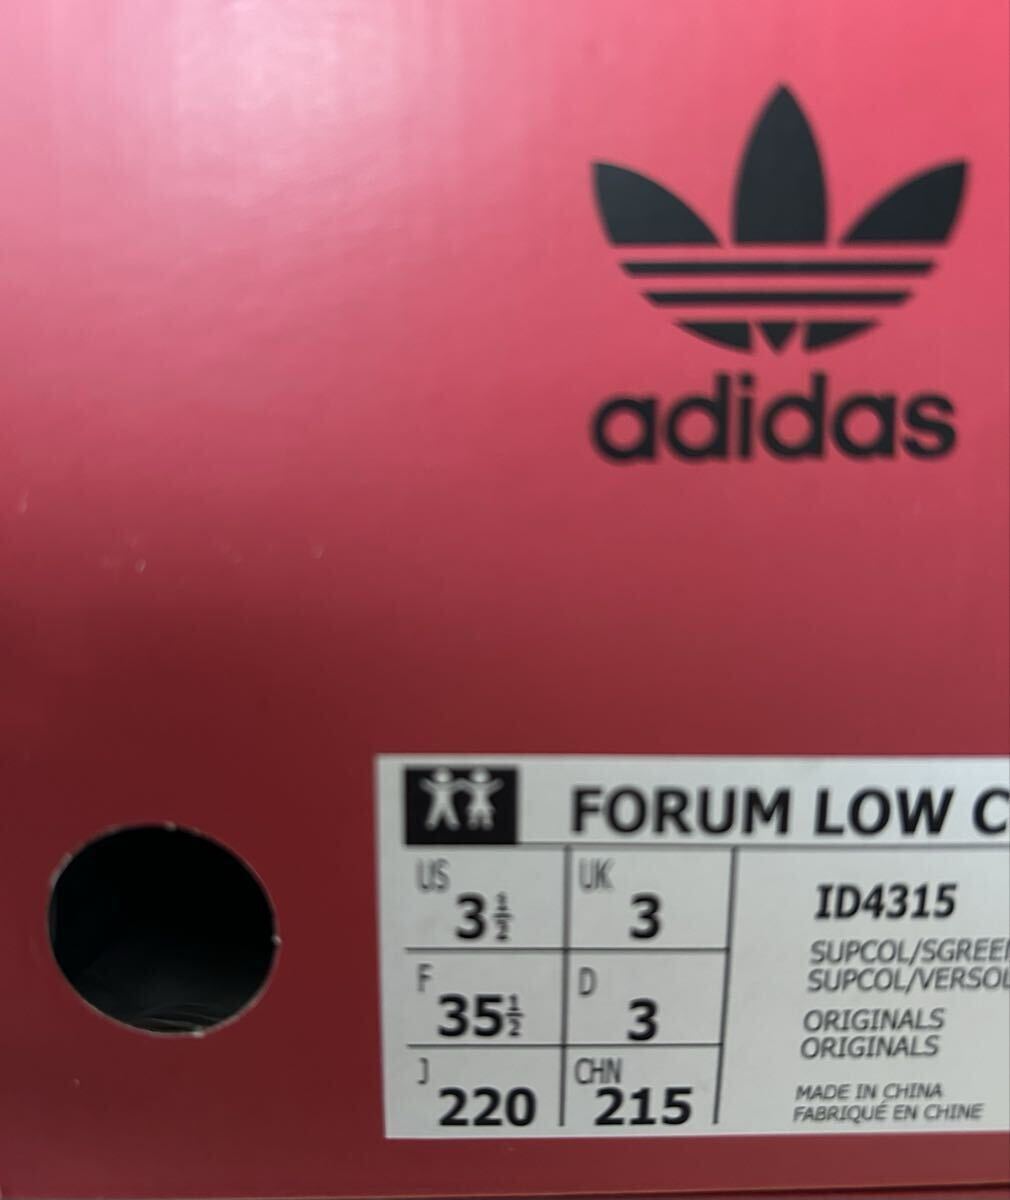 adidas
FORUM LOW C
US 3½ UK 3
F 35½ D 3
J 220 CHN 215
ID4315
SUPCOL/SGREE
SUPCOL/VERSOL
ORIGINALS
ORIGINALS
MADE IN CHINA
FABRIQUÉ EN CHINE